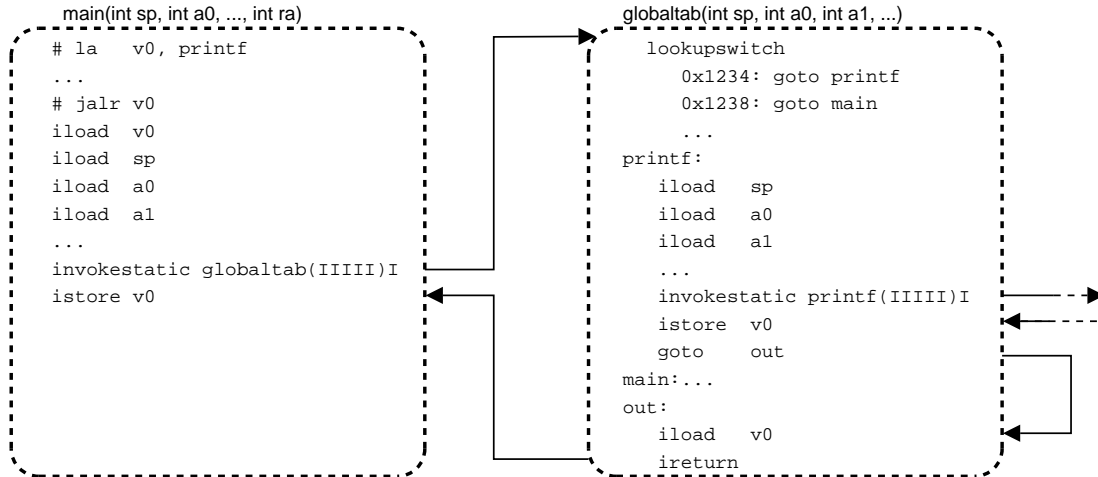 main(int sp, int a0, ..., int ra)
# la v0, printf
...
# jalr v0
iload v0
iload sp
iload a0
iload a1
...
invokestatic globaltab(IIIII)I
istore v0
globaltab(int sp, int a0, int a1, ...)
lookupswitch
0x1234: goto printf
0x1238: goto main
...
printf:
iload sp
iload a0
iload a1
...
invokestatic printf(IIIII)I
istore v0
goto out
main:...
out:
iload v0
ireturn